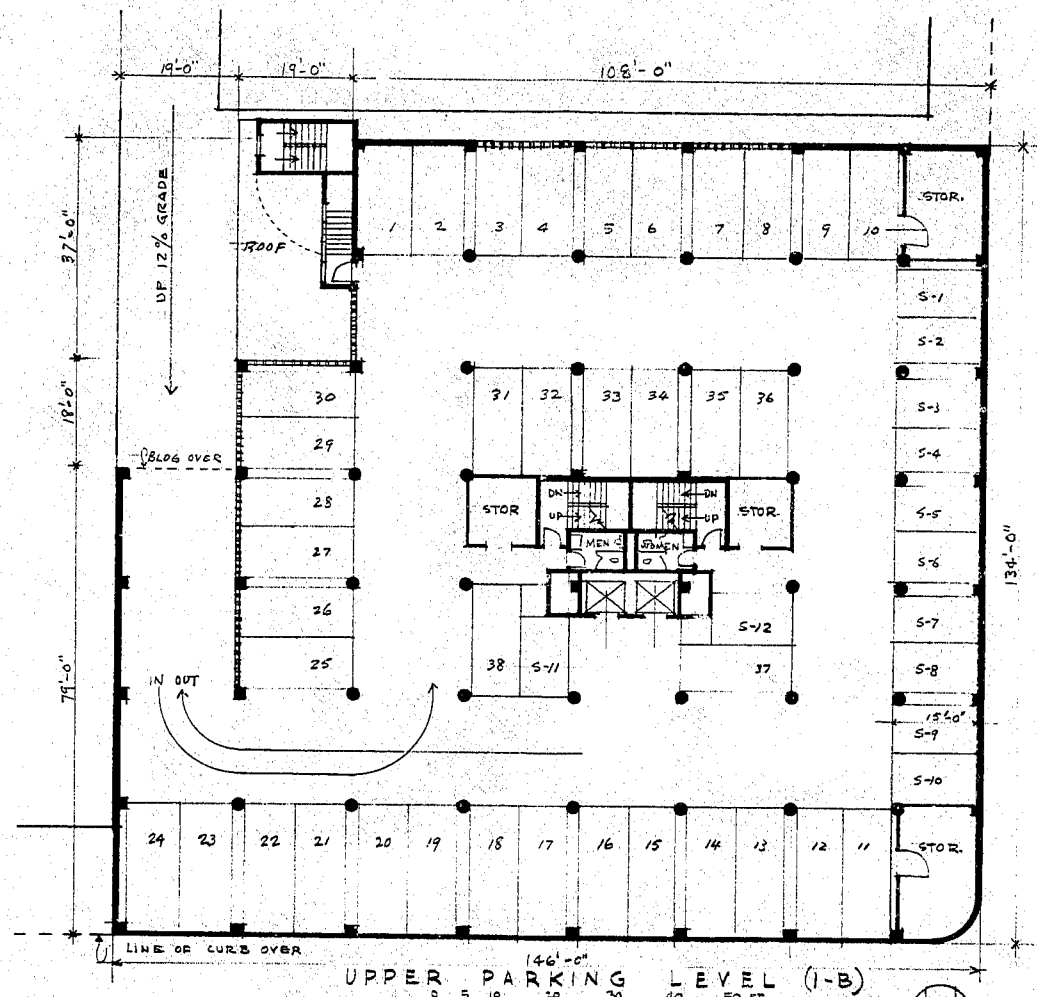 19'-0" 19'-0" 108'-0"
37'-0"
UP 12% GRADE
ROOF
1 2 3 4 5 6 7 8 9 10
STOR.
S-1
S-2
18'-0"
30
31 32 33 34 35 36
S-3
29
S-4
BLDG OVER
28
STOR
DN
UP
DN
UP
STOR.
S-5
27
MEN
WOMEN
S-6
134'-0"
26
S-12
S-7
79'-0"
25
38 S-11
37
S-8
IN OUT
15'-0"
S-9
S-10
24 23 22 21 20 19 18 17 16 15 14 13 12 11
STOR.
LINE OF CURB OVER
146'-0"
UPPER PARKING LEVEL (1-B)